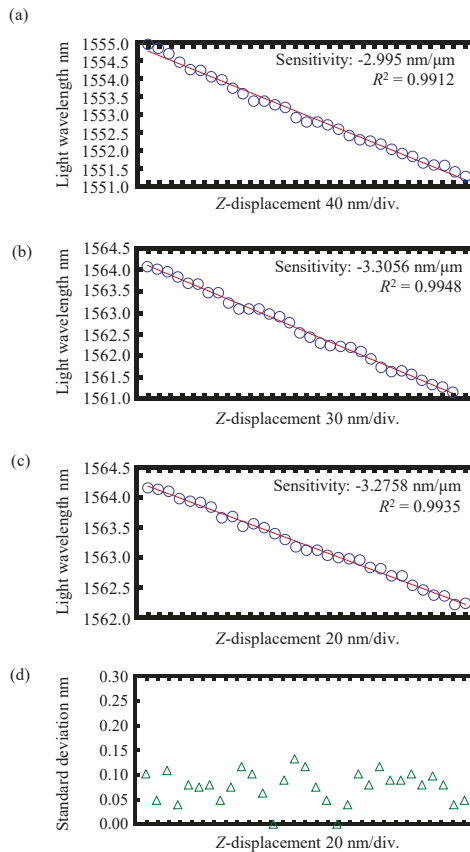 (a)
Light wavelength nm
1555.0
1554.5
1554.0
1553.5
1553.0
1552.5
1552.0
1551.5
1551.0
Sensitivity: -2.995 nm/μm
R² = 0.9912
Z-displacement 40 nm/div.
(b)
Light wavelength nm
1564.5
1564.0
1563.5
1563.0
1562.5
1562.0
1561.5
1561.0
Sensitivity: -3.3056 nm/μm
R² = 0.9948
Z-displacement 30 nm/div.
(c)
Light wavelength nm
1564.5
1564.0
1563.5
1563.0
1562.5
1562.0
Sensitivity: -3.2758 nm/μm
R² = 0.9935
Z-displacement 20 nm/div.
(d)
Standard deviation nm
0.30
0.25
0.20
0.15
0.10
0.05
0.00
Z-displacement 20 nm/div.